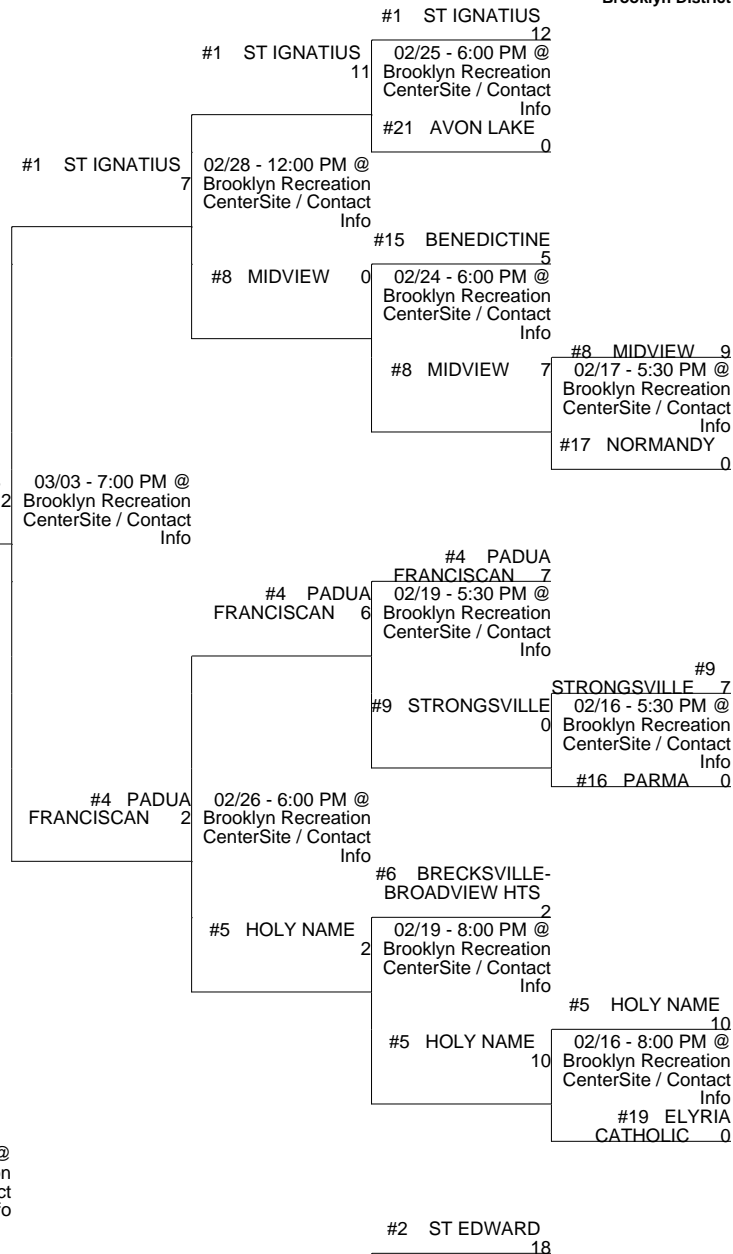 Brooklyn District
#1 ST IGNATIUS
12
02/25 - 6:00 PM @
Brooklyn Recreation
CenterSite / Contact
Info
#21 AVON LAKE
0
#1 ST IGNATIUS
11
02/28 - 12:00 PM @
Brooklyn Recreation
CenterSite / Contact
Info
#1 ST IGNATIUS
7
#15 BENEDICTINE
5
#8 MIDVIEW 0
02/24 - 6:00 PM @
Brooklyn Recreation
CenterSite / Contact
Info
#8 MIDVIEW 7
#8 MIDVIEW 9
02/17 - 5:30 PM @
Brooklyn Recreation
CenterSite / Contact
Info
#17 NORMANDY
0
2
03/03 - 7:00 PM @
Brooklyn Recreation
CenterSite / Contact
Info
#4 PADUA
FRANCISCAN 7
#4 PADUA
FRANCISCAN 6
02/19 - 5:30 PM @
Brooklyn Recreation
CenterSite / Contact
Info
#9
STRONGSVILLE 7
#9 STRONGSVILLE
0
02/16 - 5:30 PM @
Brooklyn Recreation
CenterSite / Contact
Info
#16 PARMA 0
#4 PADUA
FRANCISCAN 2
02/26 - 6:00 PM @
Brooklyn Recreation
CenterSite / Contact
Info
#6 BRECKSVILLE-
BROADVIEW HTS
2
#5 HOLY NAME
2
02/19 - 8:00 PM @
Brooklyn Recreation
CenterSite / Contact
Info
#5 HOLY NAME
10
#5 HOLY NAME
10
02/16 - 8:00 PM @
Brooklyn Recreation
CenterSite / Contact
Info
#19 ELYRIA
CATHOLIC 0
@
#2 ST EDWARD
18